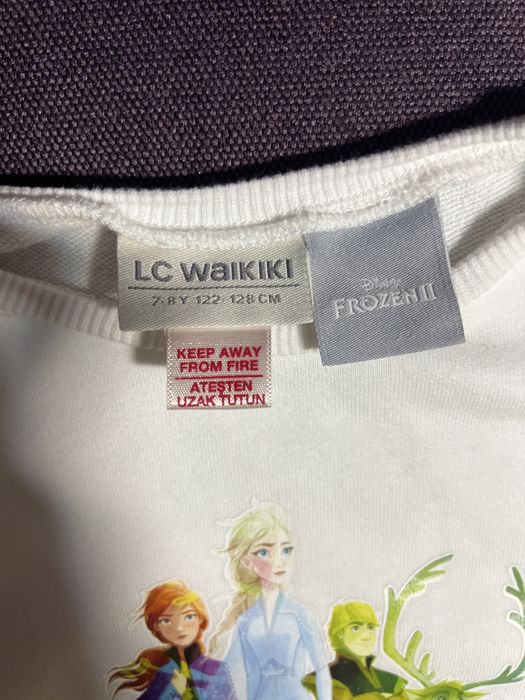 LC WaIKIKI
7-8 Y 122-128 CM
Disney
FROZEN II
KEEP AWAY
FROM FIRE
ATEŞTEN
UZAK TUTUN